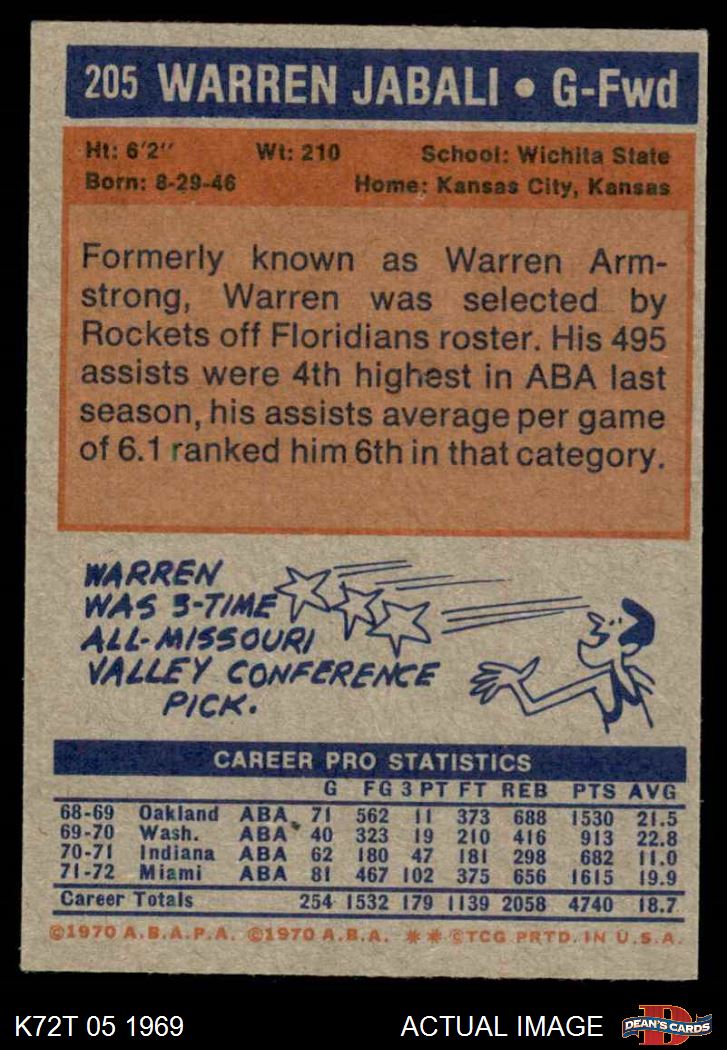 205 WARREN JABALI • G-Fwd
Ht: 6'2" Wt: 210 School: Wichita State
Born: 8-29-46 Home: Kansas City, Kansas
Formerly known as Warren Arm-
strong, Warren was selected by
Rockets off Floridians roster. His 495
assists were 4th highest in ABA last
season, his assists average per game
of 6.1 ranked him 6th in that category.
WARREN
WAS 3-TIME
ALL-MISSOURI
VALLEY CONFERENCE
PICK.
CAREER PRO STATISTICS
G FG 3 PT FT REB PTS AVG
68-69 Oakland ABA 71 562 11 373 688 1530 21.5
69-70 Wash. ABA 40 323 19 210 416 913 22.8
70-71 Indiana ABA 62 180 47 181 298 682 11.0
71-72 Miami ABA 81 467 102 375 656 1615 19.9
Career Totals 254 1532 179 1139 2058 4740 18.7
©1970 A.B.A.P.A. ©1970 A.B.A. ** ©TCG PRTD. IN U.S.A.
K72T 05 1969 ACTUAL IMAGE D DEAN'S CARDS